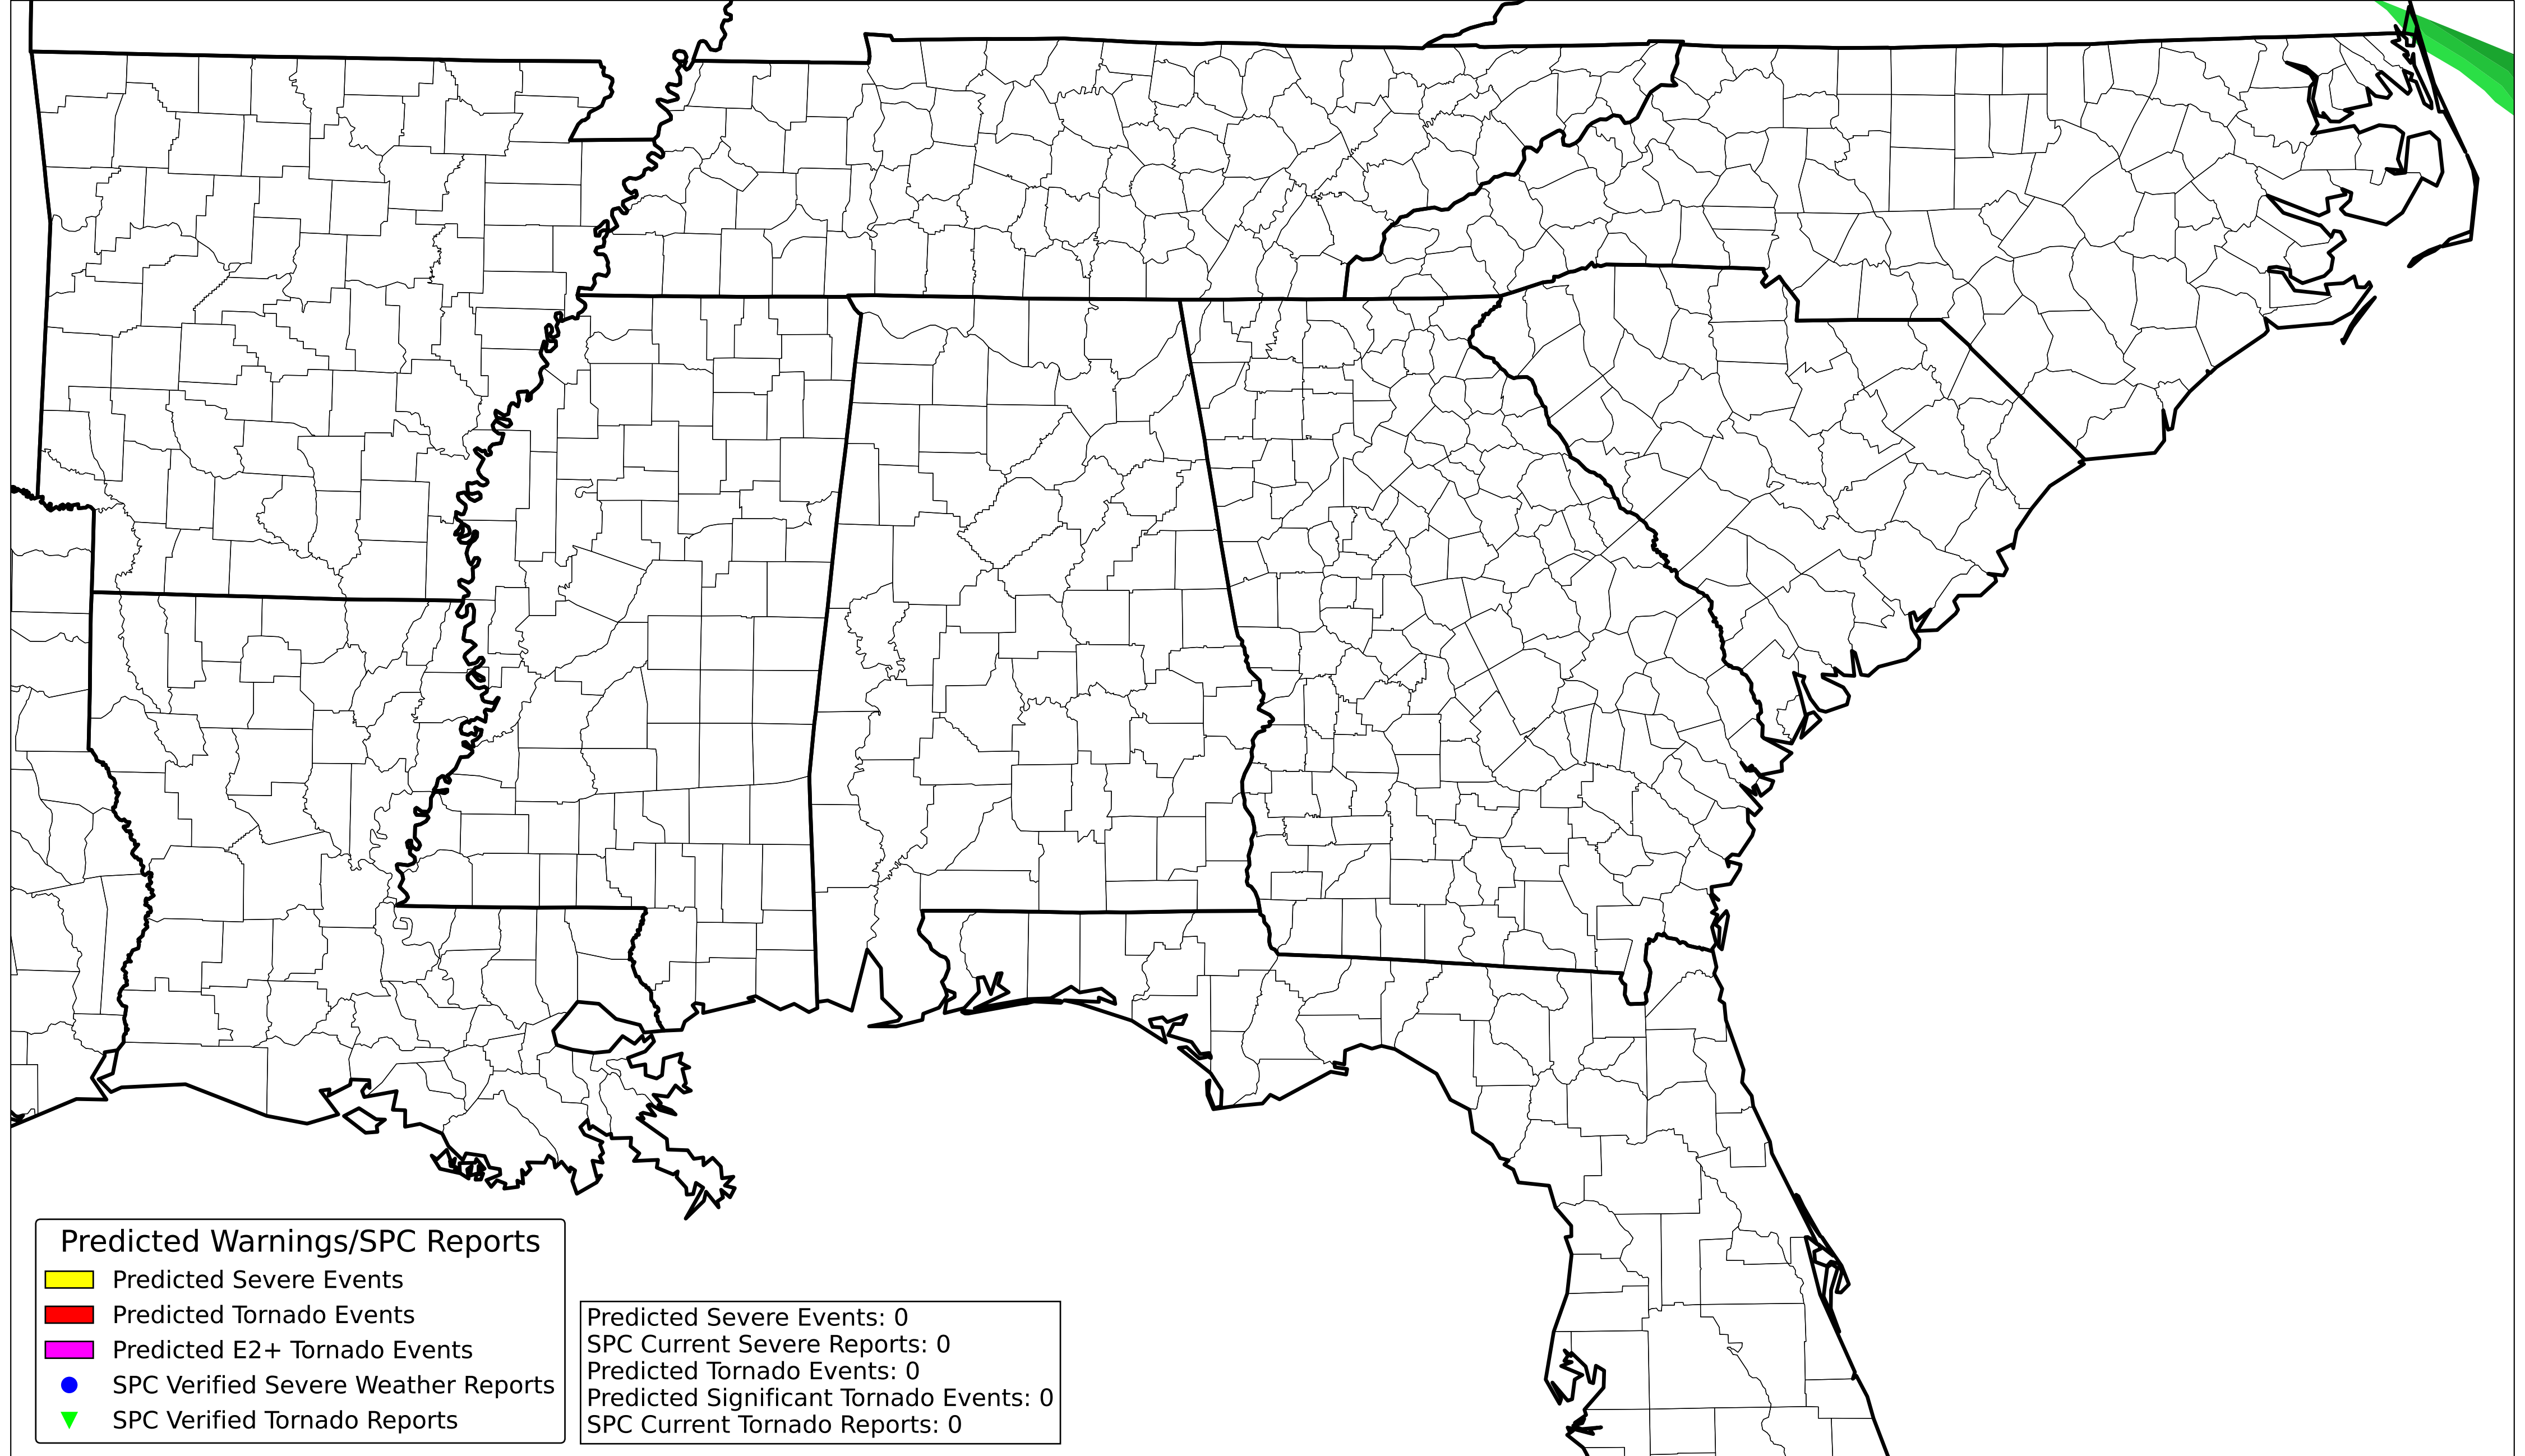 Predicted Warnings/SPC Reports
Predicted Severe Events
Predicted Tornado Events
Predicted E2+ Tornado Events
SPC Verified Severe Weather Reports
SPC Verified Tornado Reports
Predicted Severe Events: 0
SPC Current Severe Reports: 0
Predicted Tornado Events: 0
Predicted Significant Tornado Events: 0
SPC Current Tornado Reports: 0